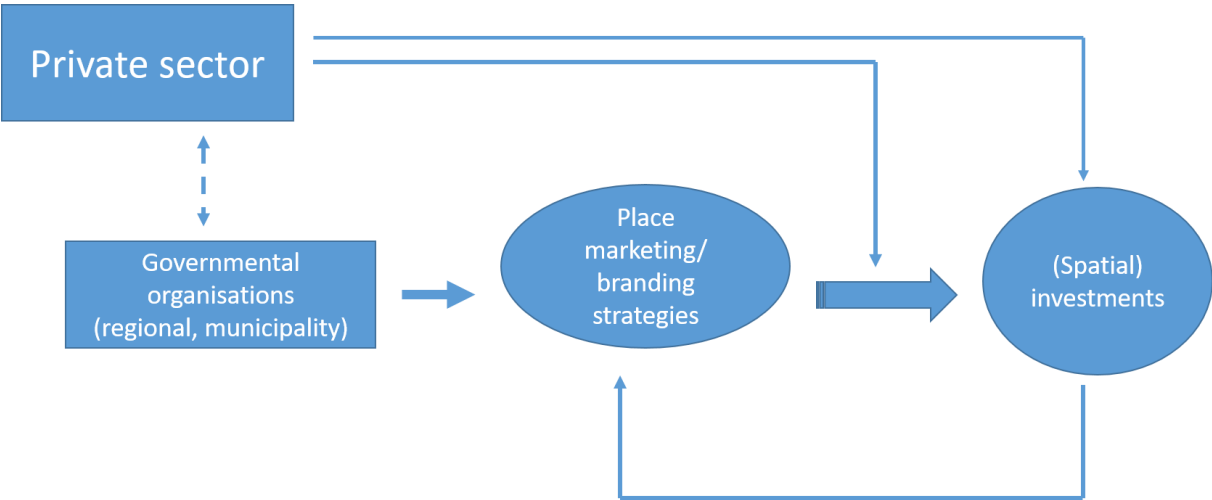 Private sector
Governmental
organisations
(regional, municipality)
Place
marketing/
branding
strategies
(Spatial)
investments